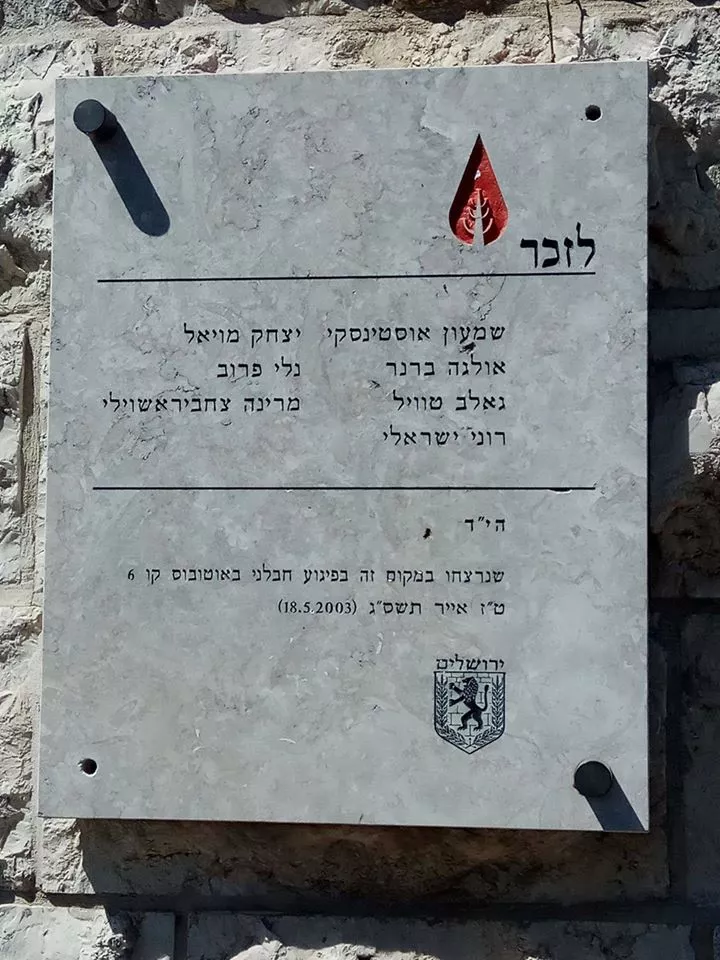 לזכר
שמעון אוסטינסקי יצחק מויאל
אולגה ברנר נלי פרוב
גאלב טוויל מרינה צחביראשוילי
רוני ישראלי
הי"ד
שנרצחו במקום זה בפיגוע חבלני באוטובוס קו 6
ט"ז אייר תשס"ג (18.5.2003)
ירושלים